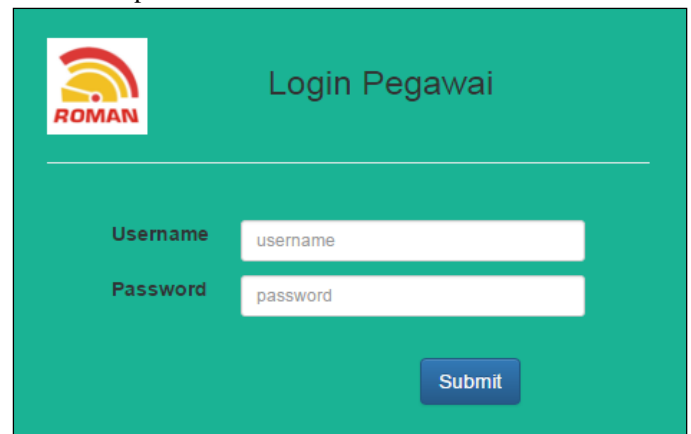 Login Pegawai
ROMAN
Username
username
Password
password
Submit